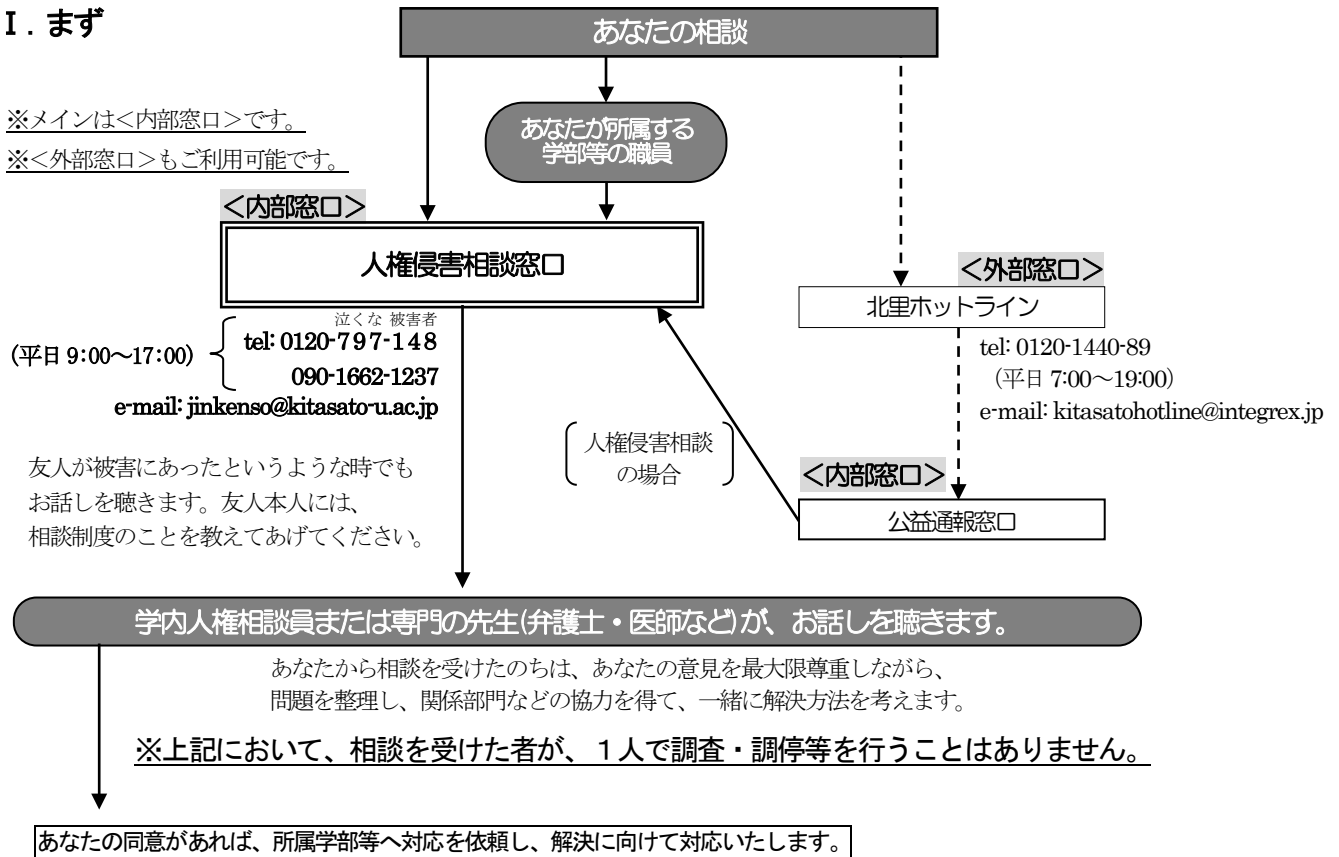 Ⅰ．まず
あなたの相談
※メインは＜内部窓口＞です。
※＜外部窓口＞もご利用可能です。
あなたが所属する
学部等の職員
＜内部窓口＞
人権侵害相談窓口
＜外部窓口＞
北里ホットライン
泣くな 被害者
(平日 9:00～17:00)
tel: 0120-797-148
090-1662-1237
e-mail: jinkenso@kitasato-u.ac.jp
tel: 0120-1440-89
(平日 7:00～19:00)
e-mail: kitasatohotline@integrex.jp
人権侵害相談
の場合
＜内部窓口＞
公益通報窓口
友人が被害にあったというような時でも
お話しを聴きます。友人本人には、
相談制度のことを教えてあげてください。
学内人権相談員または専門の先生(弁護士・医師など)が、お話しを聴きます。
あなたから相談を受けたのちは、あなたの意見を最大限尊重しながら、
問題を整理し、関係部門などの協力を得て、一緒に解決方法を考えます。
※上記において、相談を受けた者が、１人で調査・調停等を行うことはありません。
あなたの同意があれば、所属学部等へ対応を依頼し、解決に向けて対応いたします。